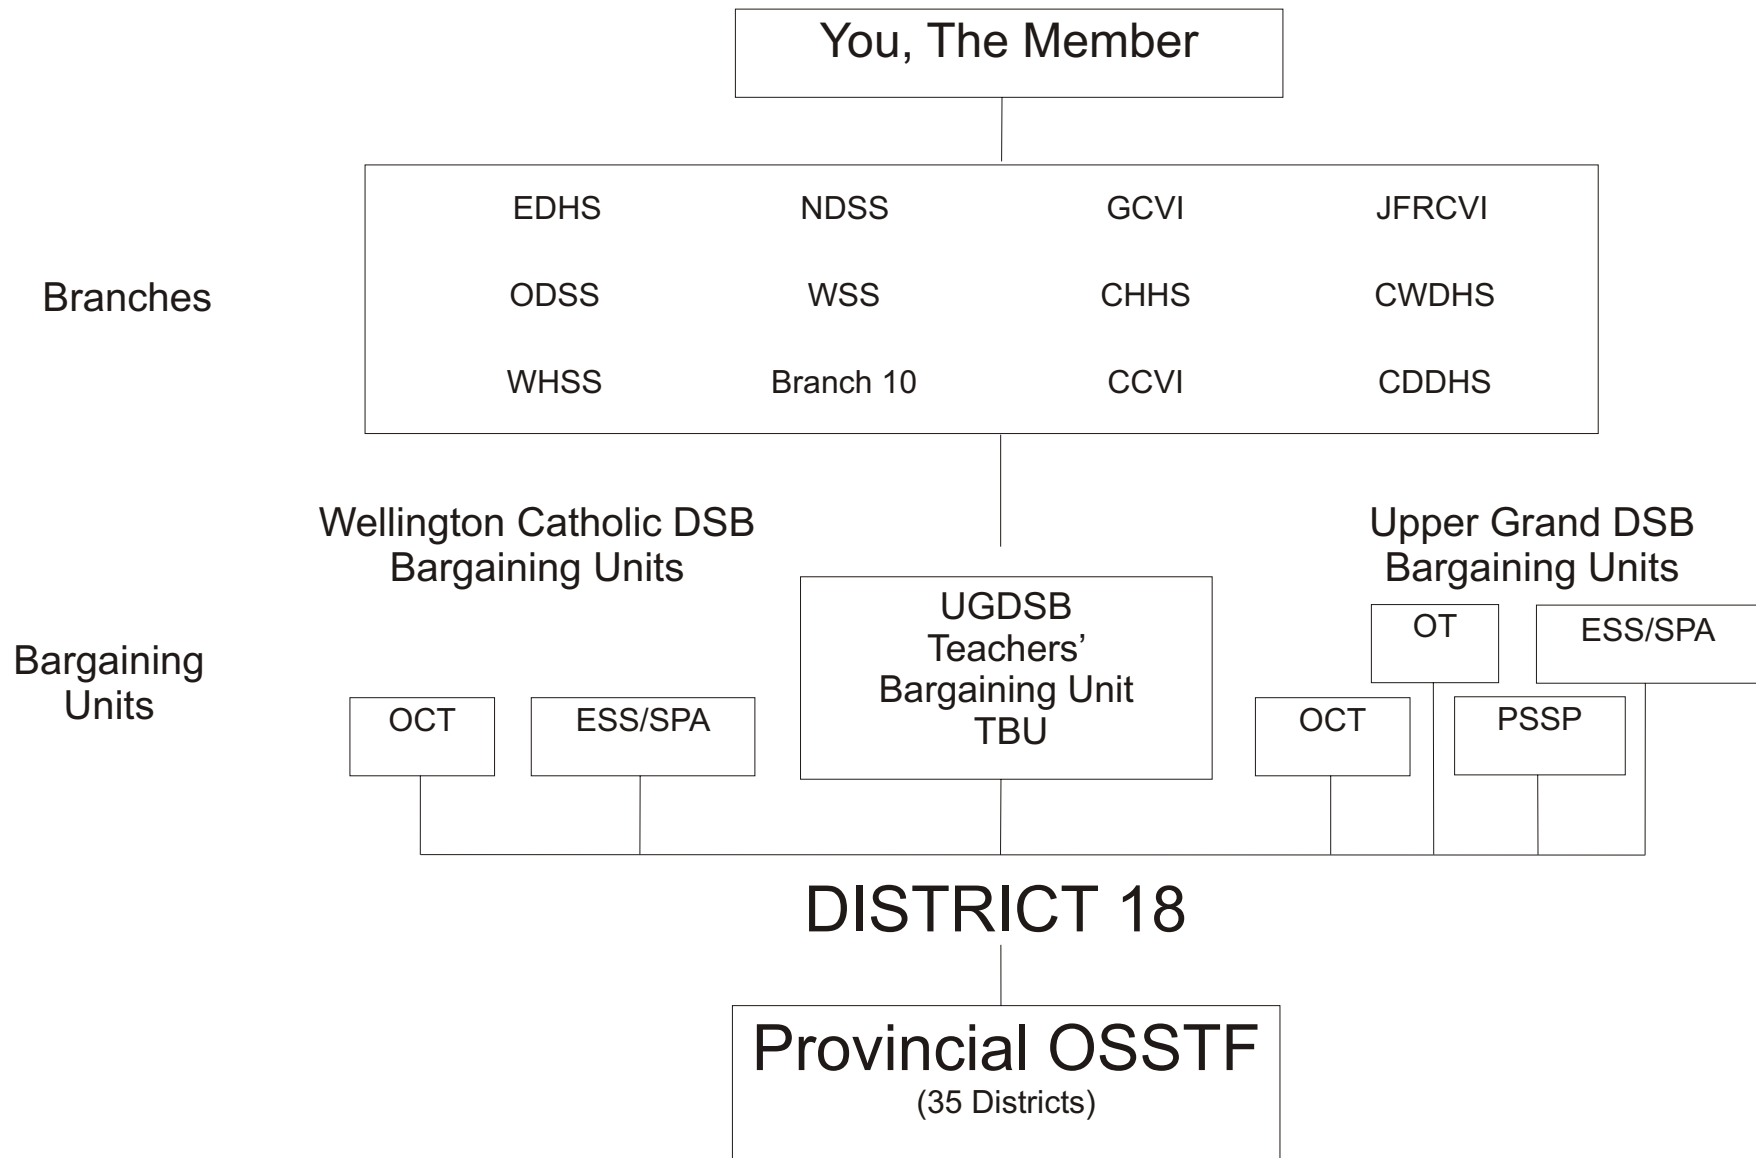 You, The Member
EDHS NDSS GCVI JFRCVI
Branches
ODSS WSS CHHS CWDHS
WHSS Branch 10 CCVI CDDHS
Wellington Catholic DSB
Bargaining Units
Upper Grand DSB
Bargaining Units
Bargaining
Units
OCT
ESS/SPA
UGDSB
Teachers’
Bargaining Unit
TBU
OCT
OT
PSSP
ESS/SPA
DISTRICT 18
Provincial OSSTF
(35 Districts)